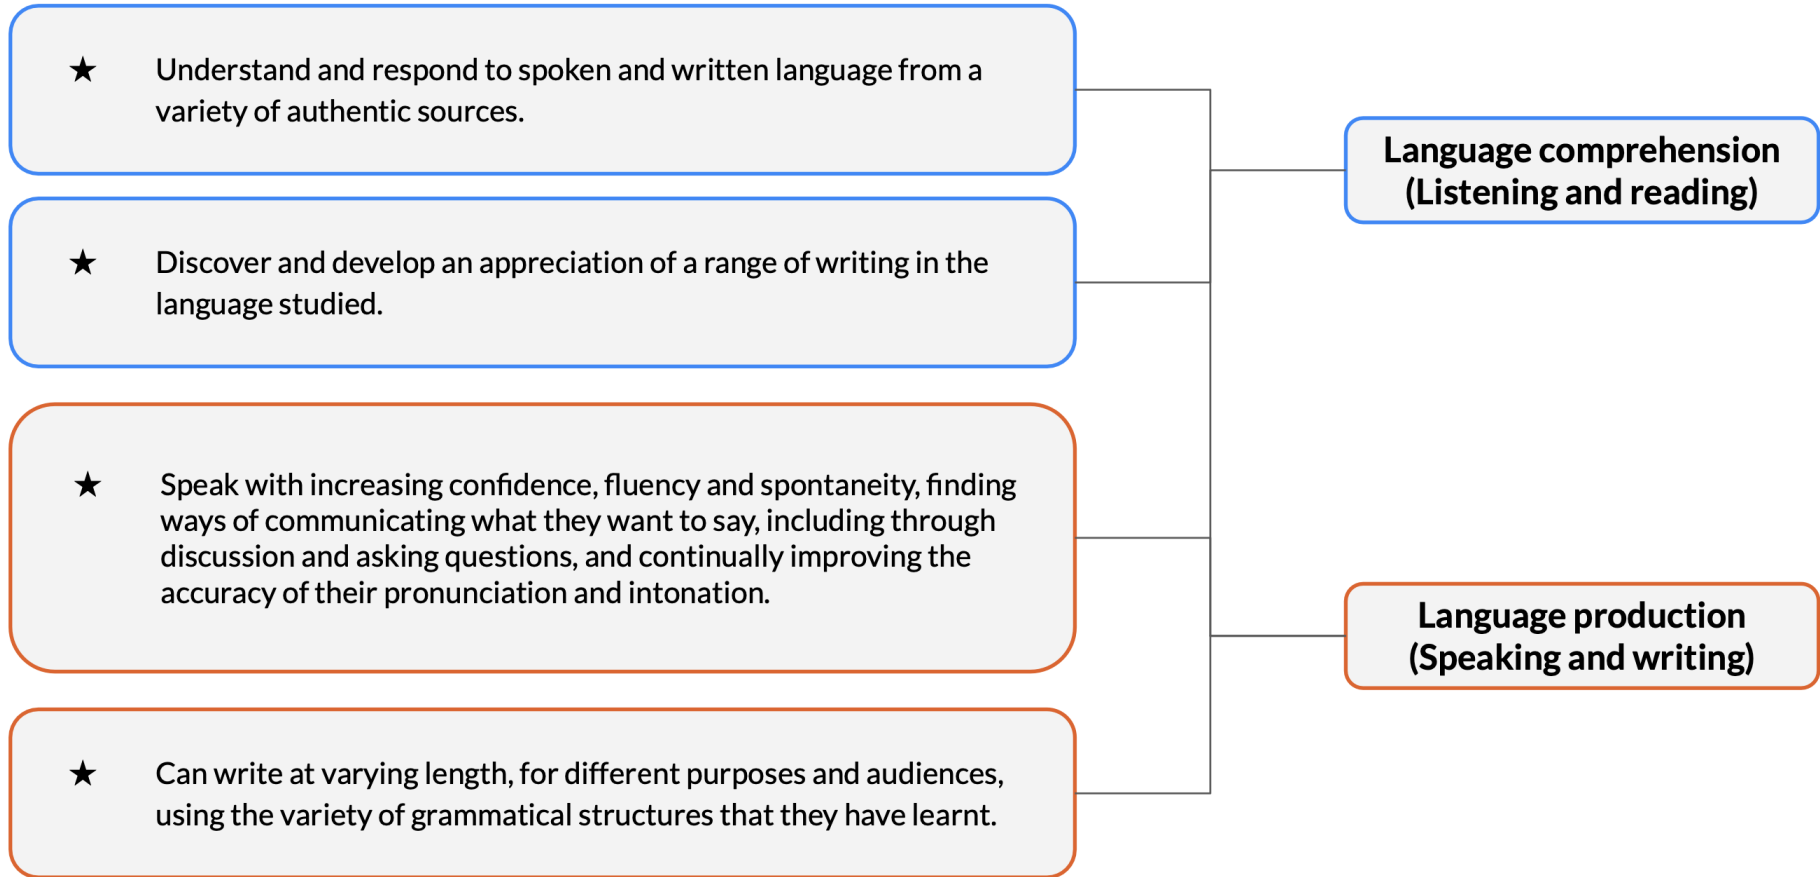 ★ Understand and respond to spoken and written language from a
variety of authentic sources.
★ Discover and develop an appreciation of a range of writing in the
language studied.
★ Speak with increasing confidence, fluency and spontaneity, finding
ways of communicating what they want to say, including through
discussion and asking questions, and continually improving the
accuracy of their pronunciation and intonation.
★ Can write at varying length, for different purposes and audiences,
using the variety of grammatical structures that they have learnt.
Language comprehension
(Listening and reading)
Language production
(Speaking and writing)